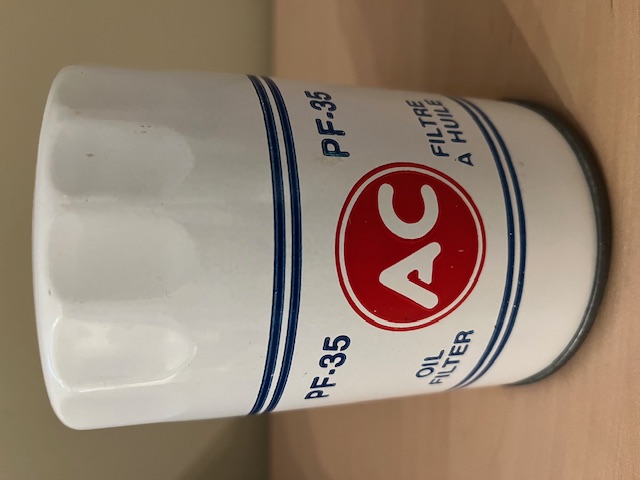 PF-35
PF-35
AC
OIL
FILTER
FILTRE
À HUILE